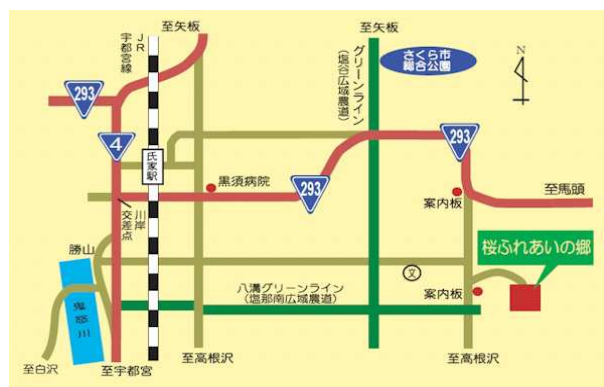 至矢板
至矢板
JR
宇都宮線
グリーンライン
(塩谷広域農道)
さくら市
総合公園
N
293
4
293
氏家駅
黒須病院
293
案内板
至馬頭
川岸
交差点
勝山
桜ふれあいの郷
文
八溝グリーンライン
(塩那南広域農道)
案内板
鬼怒川
至白沢
至宇都宮
至高根沢
至高根沢